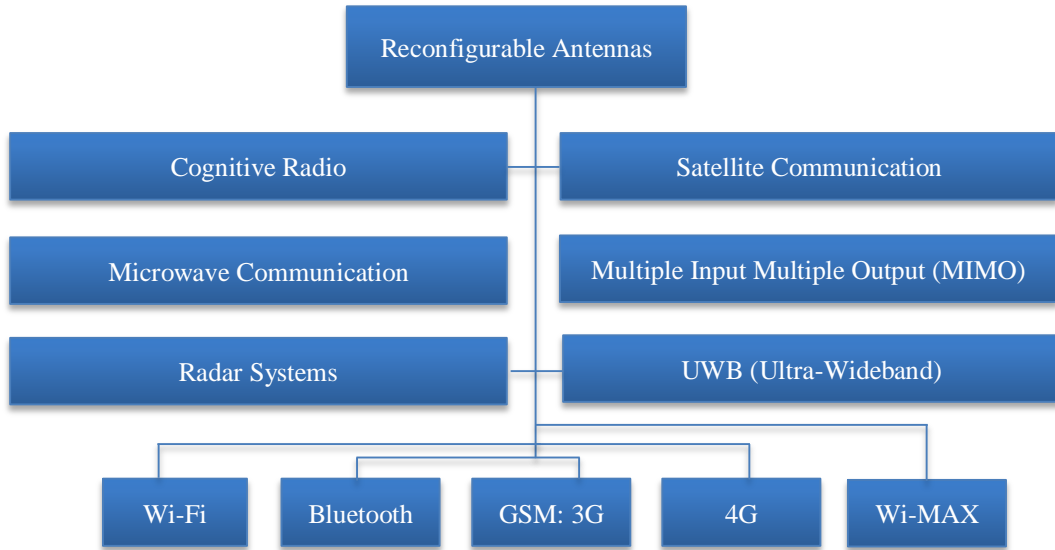 Reconfigurable Antennas
Cognitive Radio
Satellite Communication
Microwave Communication
Multiple Input Multiple Output (MIMO)
Radar Systems
UWB (Ultra-Wideband)
Wi-Fi
Bluetooth
GSM: 3G
4G
Wi-MAX